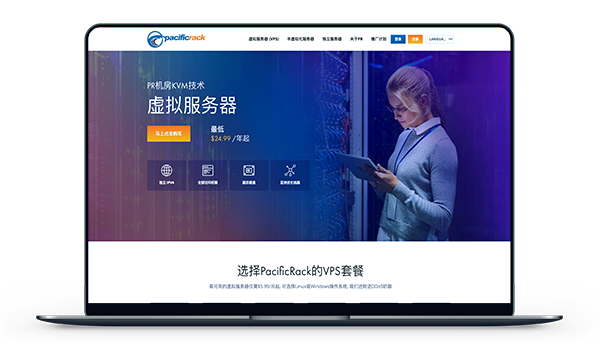 pacificrack
虚拟服务器 (VPS) 半虚拟化服务器 独立服务器 关于PR 推广计划 登录 注册 LANGUA...
PR机房KVM技术
虚拟服务器
最低
$24.99 /年起
马上点击购买
独立 IPV4
选择PacificRack的VPS套餐